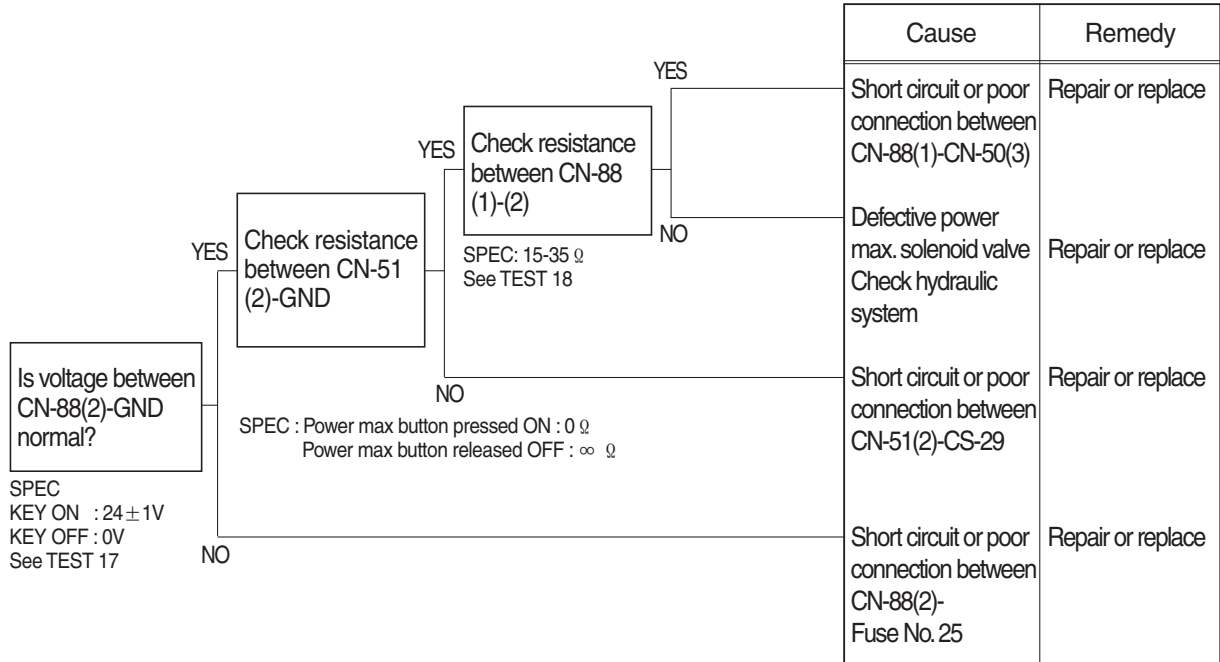 Cause
Remedy
YES
Short circuit or poor
connection between
CN-88(1)-CN-50(3)
Repair or replace
YES
Check resistance
between CN-88
(1)-(2)
NO
SPEC: 15-35 Ω
See TEST 18
Defective power
max. solenoid valve
Check hydraulic
system
Repair or replace
YES
Check resistance
between CN-51
(2)-GND
NO
SPEC : Power max button pressed ON : 0 Ω
Power max button released OFF : ∞ Ω
Short circuit or poor
connection between
CN-51(2)-CS-29
Repair or replace
Is voltage between
CN-88(2)-GND
normal?
SPEC
KEY ON : 24±1V
KEY OFF : 0V
See TEST 17
NO
Short circuit or poor
connection between
CN-88(2)-
Fuse No. 25
Repair or replace